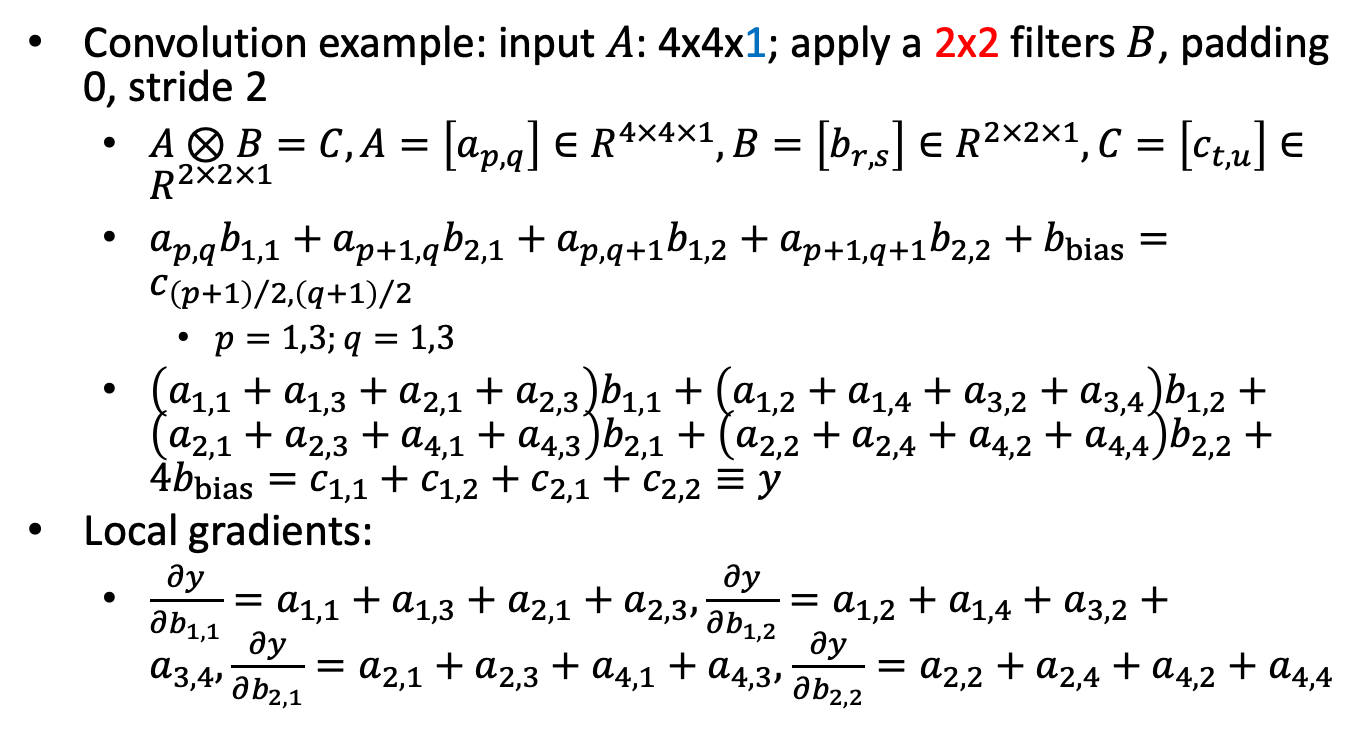 • Convolution example: input A: 4x4x1; apply a 2x2 filters B, padding
0, stride 2
• A ⊗ B = C, A = [a_{p,q}] ∈ R^{4×4×1}, B = [b_{r,s}] ∈ R^{2×2×1}, C = [c_{t,u}] ∈
R^{2×2×1}
• a_{p,q}b_{1,1} + a_{p+1,q}b_{2,1} + a_{p,q+1}b_{1,2} + a_{p+1,q+1}b_{2,2} + b_{bias} =
c_{(p+1)/2,(q+1)/2}
• p = 1,3; q = 1,3
• (a_{1,1} + a_{1,3} + a_{2,1} + a_{2,3})b_{1,1} + (a_{1,2} + a_{1,4} + a_{3,2} + a_{3,4})b_{1,2} +
(a_{2,1} + a_{2,3} + a_{4,1} + a_{4,3})b_{2,1} + (a_{2,2} + a_{2,4} + a_{4,2} + a_{4,4})b_{2,2} +
4b_{bias} = c_{1,1} + c_{1,2} + c_{2,1} + c_{2,2} ≡ y
• Local gradients:
• ∂y/∂b_{1,1} = a_{1,1} + a_{1,3} + a_{2,1} + a_{2,3}, ∂y/∂b_{1,2} = a_{1,2} + a_{1,4} + a_{3,2} +
a_{3,4}, ∂y/∂b_{2,1} = a_{2,1} + a_{2,3} + a_{4,1} + a_{4,3}, ∂y/∂b_{2,2} = a_{2,2} + a_{2,4} + a_{4,2} + a_{4,4}